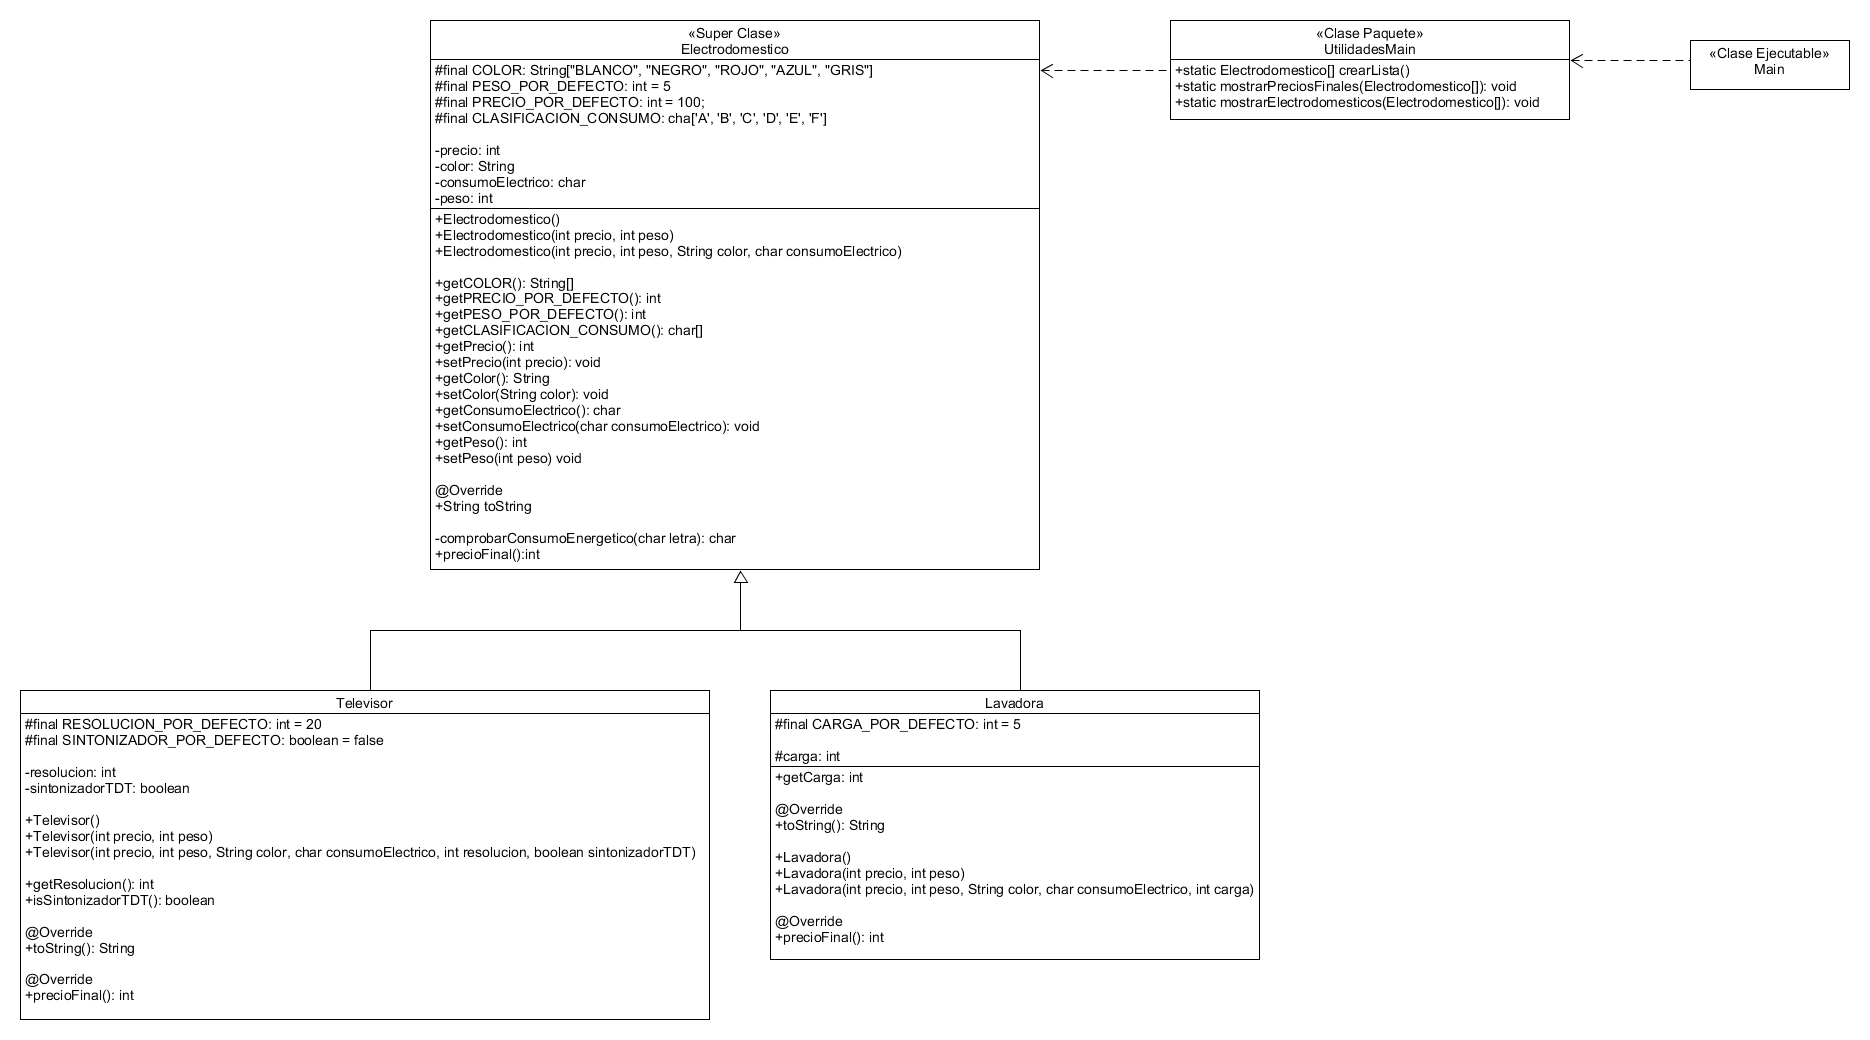 «Super Clase»
Electrodomestico
#final COLOR: String["BLANCO", "NEGRO", "ROJO", "AZUL", "GRIS"]
#final PESO_POR_DEFECTO: int = 5
#final PRECIO_POR_DEFECTO: int = 100;
#final CLASIFICACION_CONSUMO: cha['A', 'B', 'C', 'D', 'E', 'F']
-precio: int
-color: String
-consumoElectrico: char
-peso: int
+Electrodomestico()
+Electrodomestico(int precio, int peso)
+Electrodomestico(int precio, int peso, String color, char consumoElectrico)
+getCOLOR(): String[]
+getPRECIO_POR_DEFECTO(): int
+getPESO_POR_DEFECTO(): int
+getCLASIFICACION_CONSUMO(): char[]
+getPrecio(): int
+setPrecio(int precio): void
+getColor(): String
+setColor(String color): void
+getConsumoElectrico(): char
+setConsumoElectrico(char consumoElectrico): void
+getPeso(): int
+setPeso(int peso) void
@Override
+String toString
-comprobarConsumoEnergetico(char letra): char
+precioFinal():int
«Clase Paquete»
UtilidadesMain
+static Electrodomestico[] crearLista()
+static mostrarPreciosFinales(Electrodomestico[]): void
+static mostrarElectrodomesticos(Electrodomestico[]): void
«Clase Ejecutable»
Main
Televisor
#final RESOLUCION_POR_DEFECTO: int = 20
#final SINTONIZADOR_POR_DEFECTO: boolean = false
-resolucion: int
-sintonizadorTDT: boolean
+Televisor()
+Televisor(int precio, int peso)
+Televisor(int precio, int peso, String color, char consumoElectrico, int resolucion, boolean sintonizadorTDT)
+getResolucion(): int
+isSintonizadorTDT(): boolean
@Override
+toString(): String
@Override
+precioFinal(): int
Lavadora
#final CARGA_POR_DEFECTO: int = 5
#carga: int
+getCarga: int
@Override
+toString(): String
+Lavadora()
+Lavadora(int precio, int peso)
+Lavadora(int precio, int peso, String color, char consumoElectrico, int carga)
@Override
+precioFinal(): int